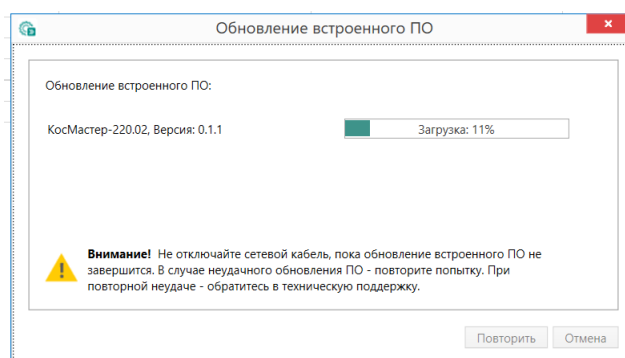 Обновление встроенного ПО
Обновление встроенного ПО:
КосМастер-220.02, Версия: 0.1.1
Загрузка: 11%
Внимание! Не отключайте сетевой кабель, пока обновление встроенного ПО не
завершится. В случае неудачного обновления ПО - повторите попытку. При
повторной неудаче - обратитесь в техническую поддержку.
Повторить
Отмена